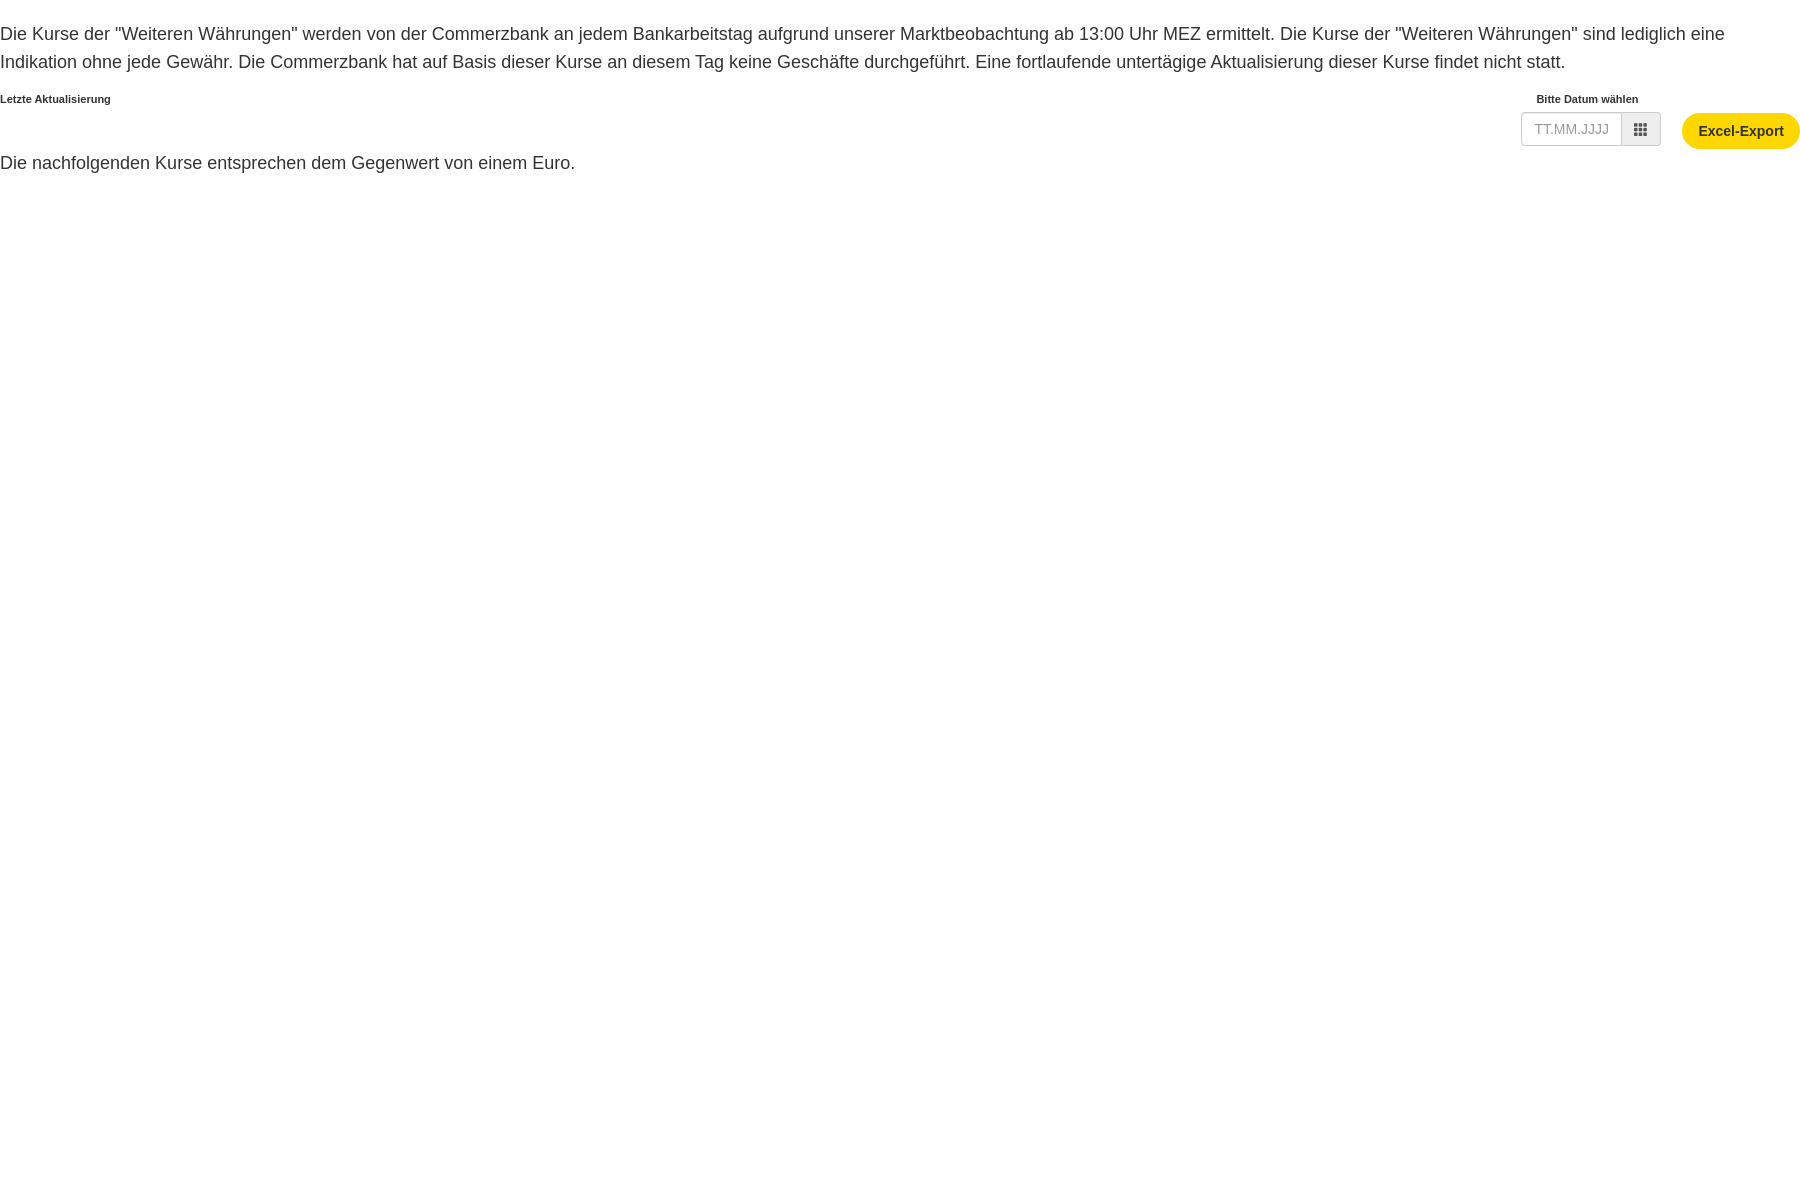 Die Kurse der "Weiteren Währungen" werden von der Commerzbank an jedem Bankarbeitstag aufgrund unserer Marktbeobachtung ab 13:00 Uhr MEZ ermittelt. Die Kurse der "Weiteren Währungen" sind lediglich eine
Indikation ohne jede Gewähr. Die Commerzbank hat auf Basis dieser Kurse an diesem Tag keine Geschäfte durchgeführt. Eine fortlaufende untertägige Aktualisierung dieser Kurse findet nicht statt.
Letzte Aktualisierung
Bitte Datum wählen
TT.MM.JJJJ
Excel-Export
Die nachfolgenden Kurse entsprechen dem Gegenwert von einem Euro.